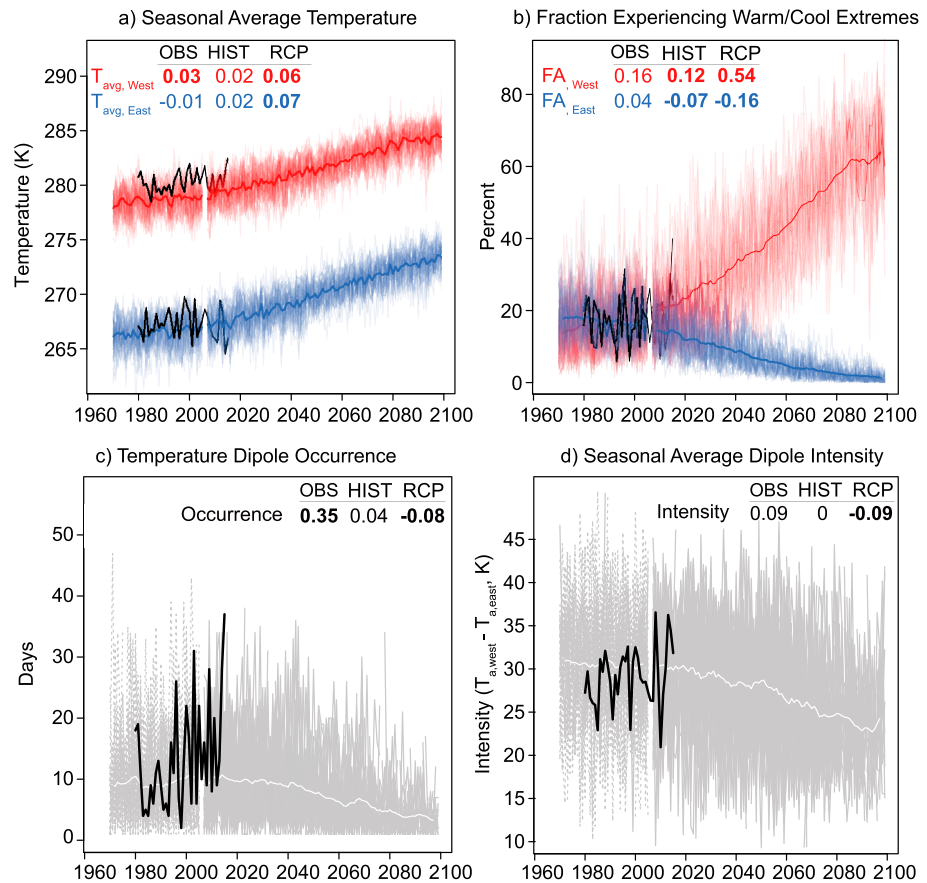 a) Seasonal Average Temperature
OBS HIST RCP
T avg, West 0.03 0.02 0.06
T avg, East -0.01 0.02 0.07
Temperature (K)
290
285
280
275
270
265
1960 1980 2000 2020 2040 2060 2080 2100
b) Fraction Experiencing Warm/Cool Extremes
OBS HIST RCP
FA , West 0.16 0.12 0.54
FA , East 0.04 -0.07 -0.16
Percent
80
60
40
20
0
1960 1980 2000 2020 2040 2060 2080 2100
c) Temperature Dipole Occurrence
OBS HIST RCP
Occurrence 0.35 0.04 -0.08
Days
50
40
30
20
10
0
1960 1980 2000 2020 2040 2060 2080 2100
d) Seasonal Average Dipole Intensity
OBS HIST RCP
Intensity 0.09 0 -0.09
Intensity (Ta,west - Ta,east, K)
45
40
35
30
25
20
15
10
1960 1980 2000 2020 2040 2060 2080 2100